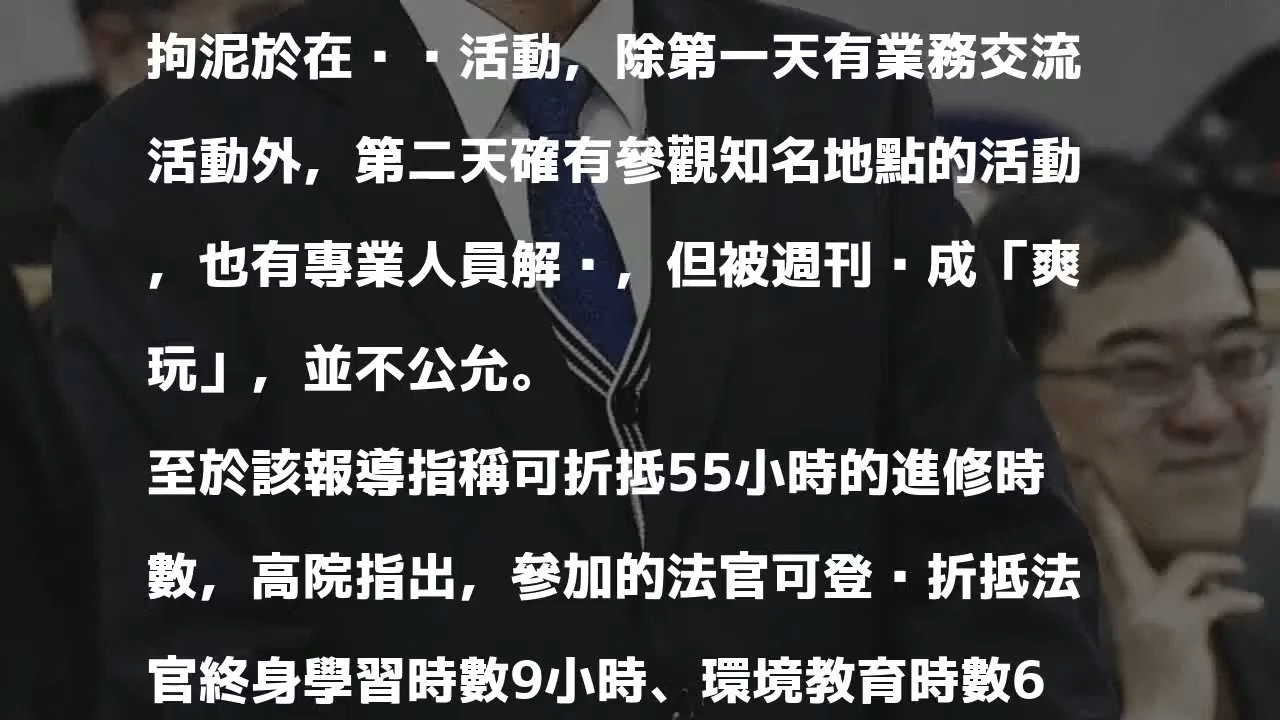 拘泥於在··活動，除第一天有業務交流
活動外，第二天確有參觀知名地點的活動
，也有專業人員解·，但被週刊·成「爽
玩」，並不公允。
至於該報導指稱可折抵55小時的進修時
數，高院指出，參加的法官可登·折抵法
官終身學習時數9小時、環境教育時數6